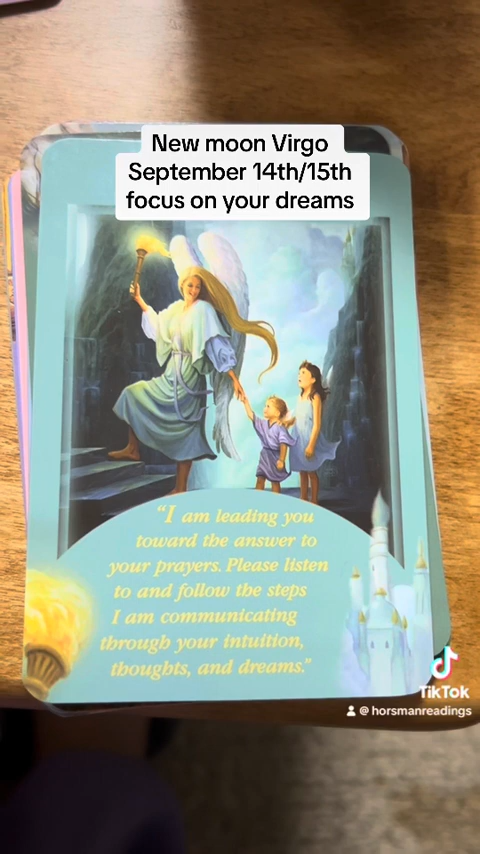 New moon Virgo
September 14th/15th
focus on your dreams
"I am leading you
toward the answer to
your prayers. Please listen
to and follow the steps
I am communicating
through your intuition,
thoughts, and dreams."
TikTok
@ horsmanreadings